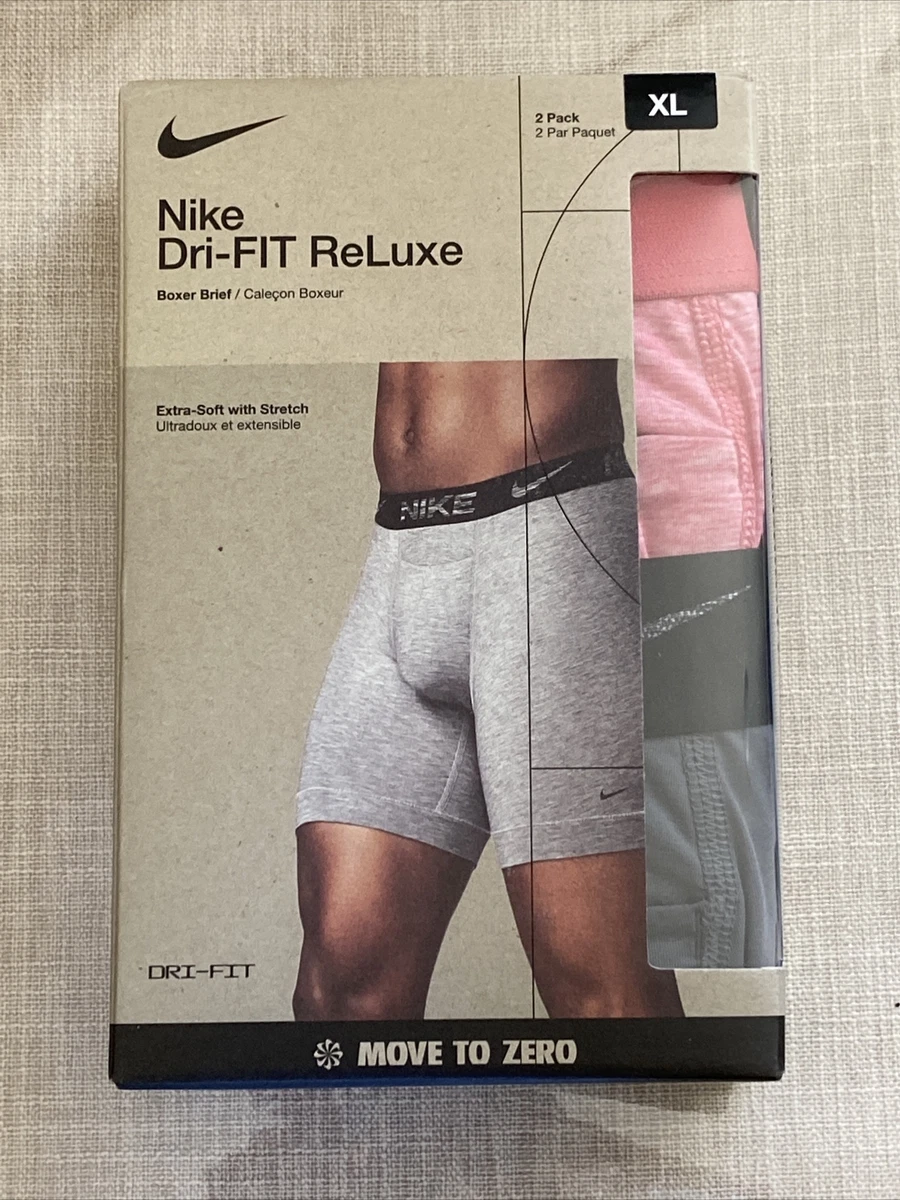 XL
2 Pack
2 Par Paquet
Nike
Dri-FIT ReLuxe
Boxer Brief / Caleçon Boxeur
Extra-Soft with Stretch
Ultradoux et extensible
NIKE
DRI-FIT
MOVE TO ZERO